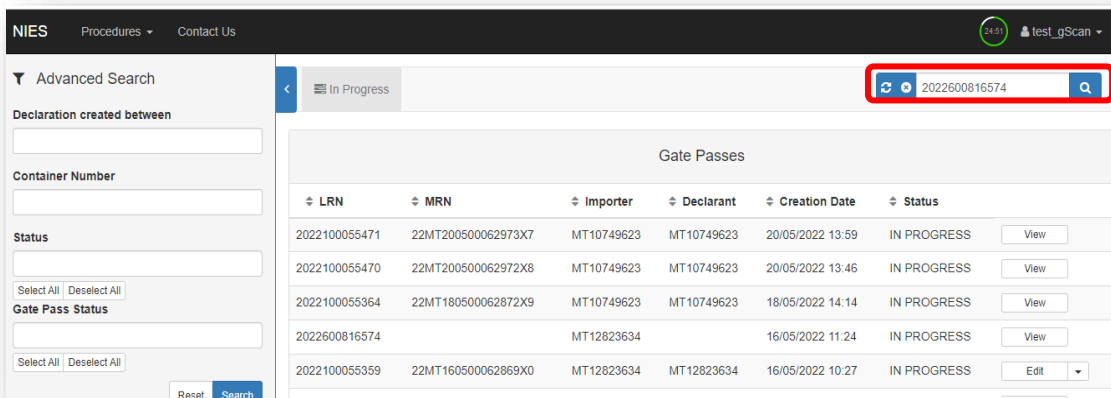 NIES Procedures Contact Us 24:51 test_gScan
Advanced Search
Declaration created between
Container Number
Status
Select All Deselect All
Gate Pass Status
Select All Deselect All
Reset Search
In Progress 2022600816574
Gate Passes
LRN MRN Importer Declarant Creation Date Status
2022100055471 22MT200500062973X7 MT10749623 MT10749623 20/05/2022 13:59 IN PROGRESS View
2022100055470 22MT200500062972X8 MT10749623 MT10749623 20/05/2022 13:46 IN PROGRESS View
2022100055364 22MT180500062872X9 MT10749623 MT10749623 18/05/2022 14:14 IN PROGRESS View
2022600816574 MT12823634 16/05/2022 11:24 IN PROGRESS View
2022100055359 22MT160500062869X0 MT12823634 MT12823634 16/05/2022 10:27 IN PROGRESS Edit